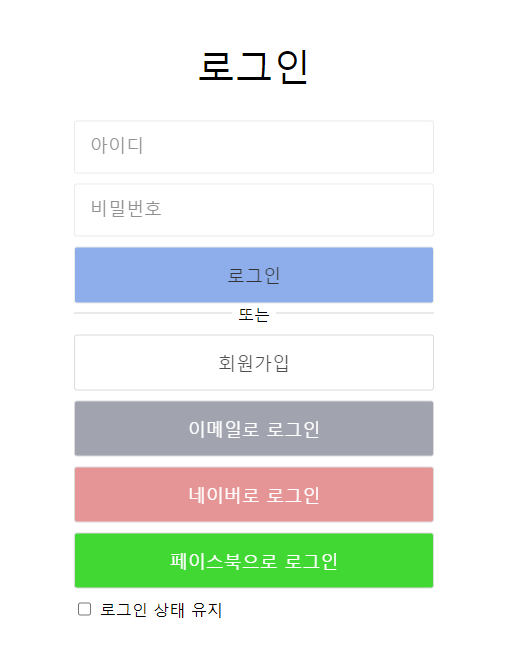 로그인
아이디
비밀번호
로그인
또는
회원가입
이메일로 로그인
네이버로 로그인
페이스북으로 로그인
로그인 상태 유지